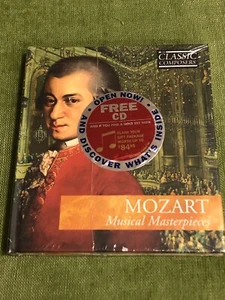 CLASSIC
COMPOSERS
OPEN NOW!
AND DISCOVER WHAT'S INSIDE
FREE
CD
MOZART
Musical Masterpieces